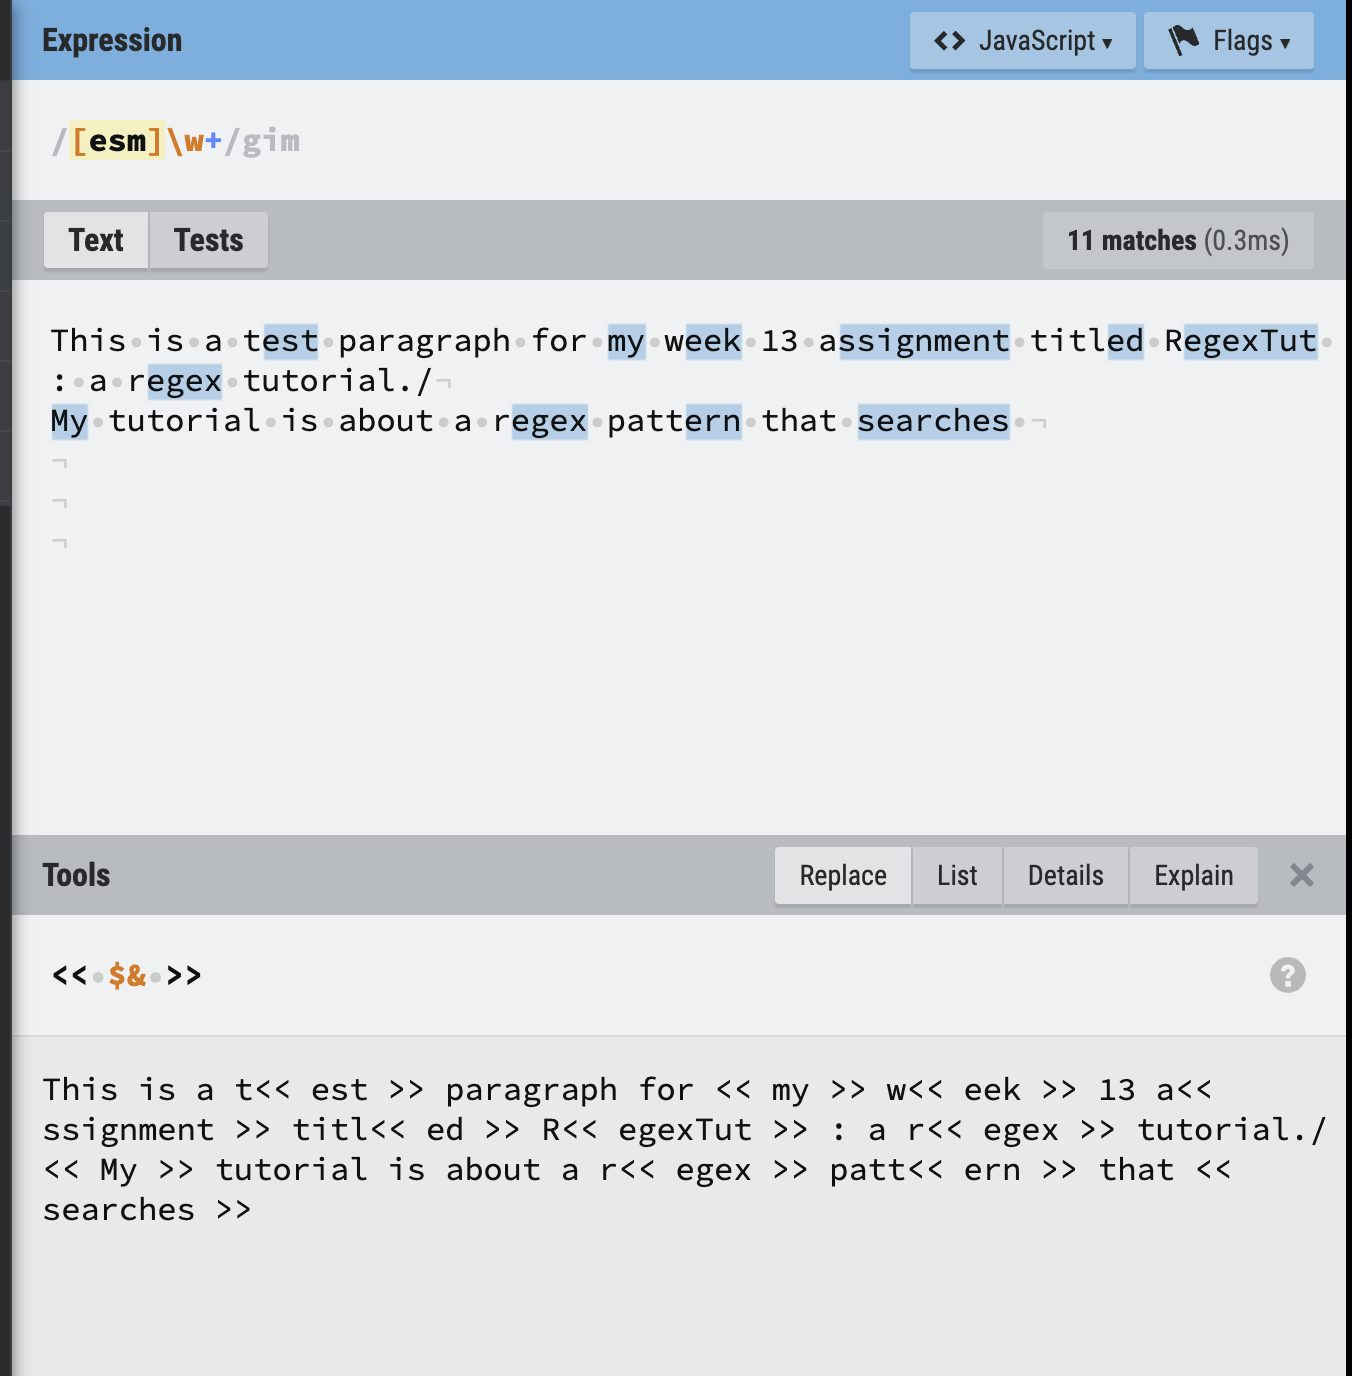 Expression
<> JavaScript ▾
Flags ▾
/[esm]\w+/gim
Text
Tests
11 matches (0.3ms)
This is a test paragraph for my week 13 assignment titled RegexTut
: a regex tutorial./
My tutorial is about a regex pattern that searches
Tools
Replace
List
Details
Explain
<< $& >>
?
This is a t<< est >> paragraph for << my >> w<< eek >> 13 a<<
ssignment >> titl<< ed >> R<< egexTut >> : a r<< egex >> tutorial./
<< My >> tutorial is about a r<< egex >> patt<< ern >> that <<
searches >>